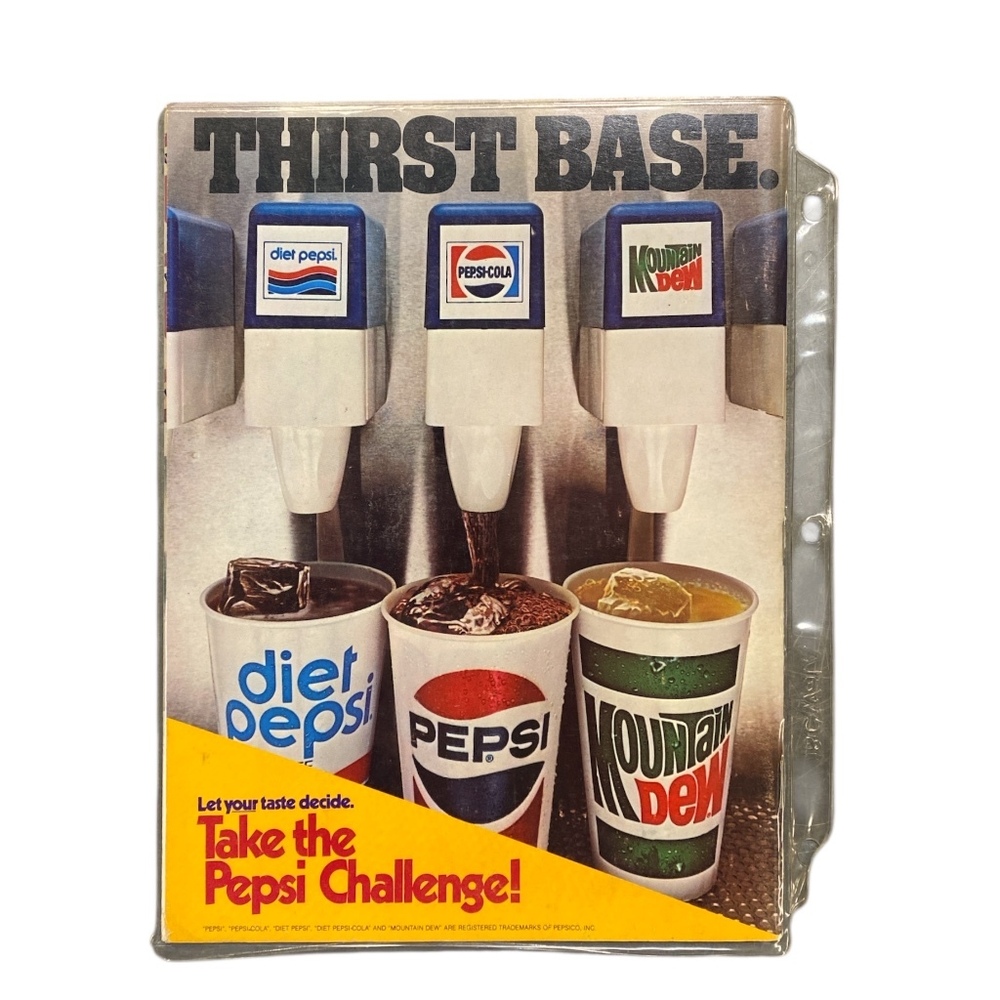 THIRST BASE.
diet pepsi.
PEPSI-COLA
MOUNTAIN
DEW
diet
pepsi.
PEPSI®
MOUNTAIN
DEW
Let your taste decide.
Take the
Pepsi Challenge!
"PEPSI", "PEPSI-COLA", "DIET PEPSI", "DIET PEPSI-COLA" AND "MOUNTAIN DEW" ARE REGISTERED TRADEMARKS OF PEPSICO, INC.